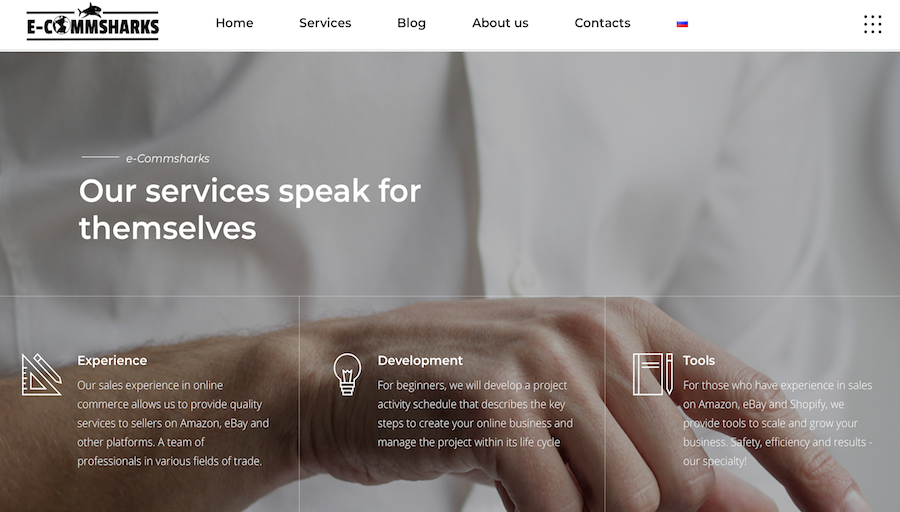 E-COMMSHARKS
Home
Services
Blog
About us
Contacts
e-Commsharks
Our services speak for
themselves
Experience
Our sales experience in online
commerce allows us to provide quality
services to sellers on Amazon, eBay and
other platforms. A team of
professionals in various fields of trade.
Development
For beginners, we will develop a project
activity schedule that describes the key
steps to create your online business and
manage the project within its life cycle
Tools
For those who have experience in sales
on Amazon, eBay and Shopify, we
provide tools to scale and grow your
business. Safety, efficiency and results -
our specialty!